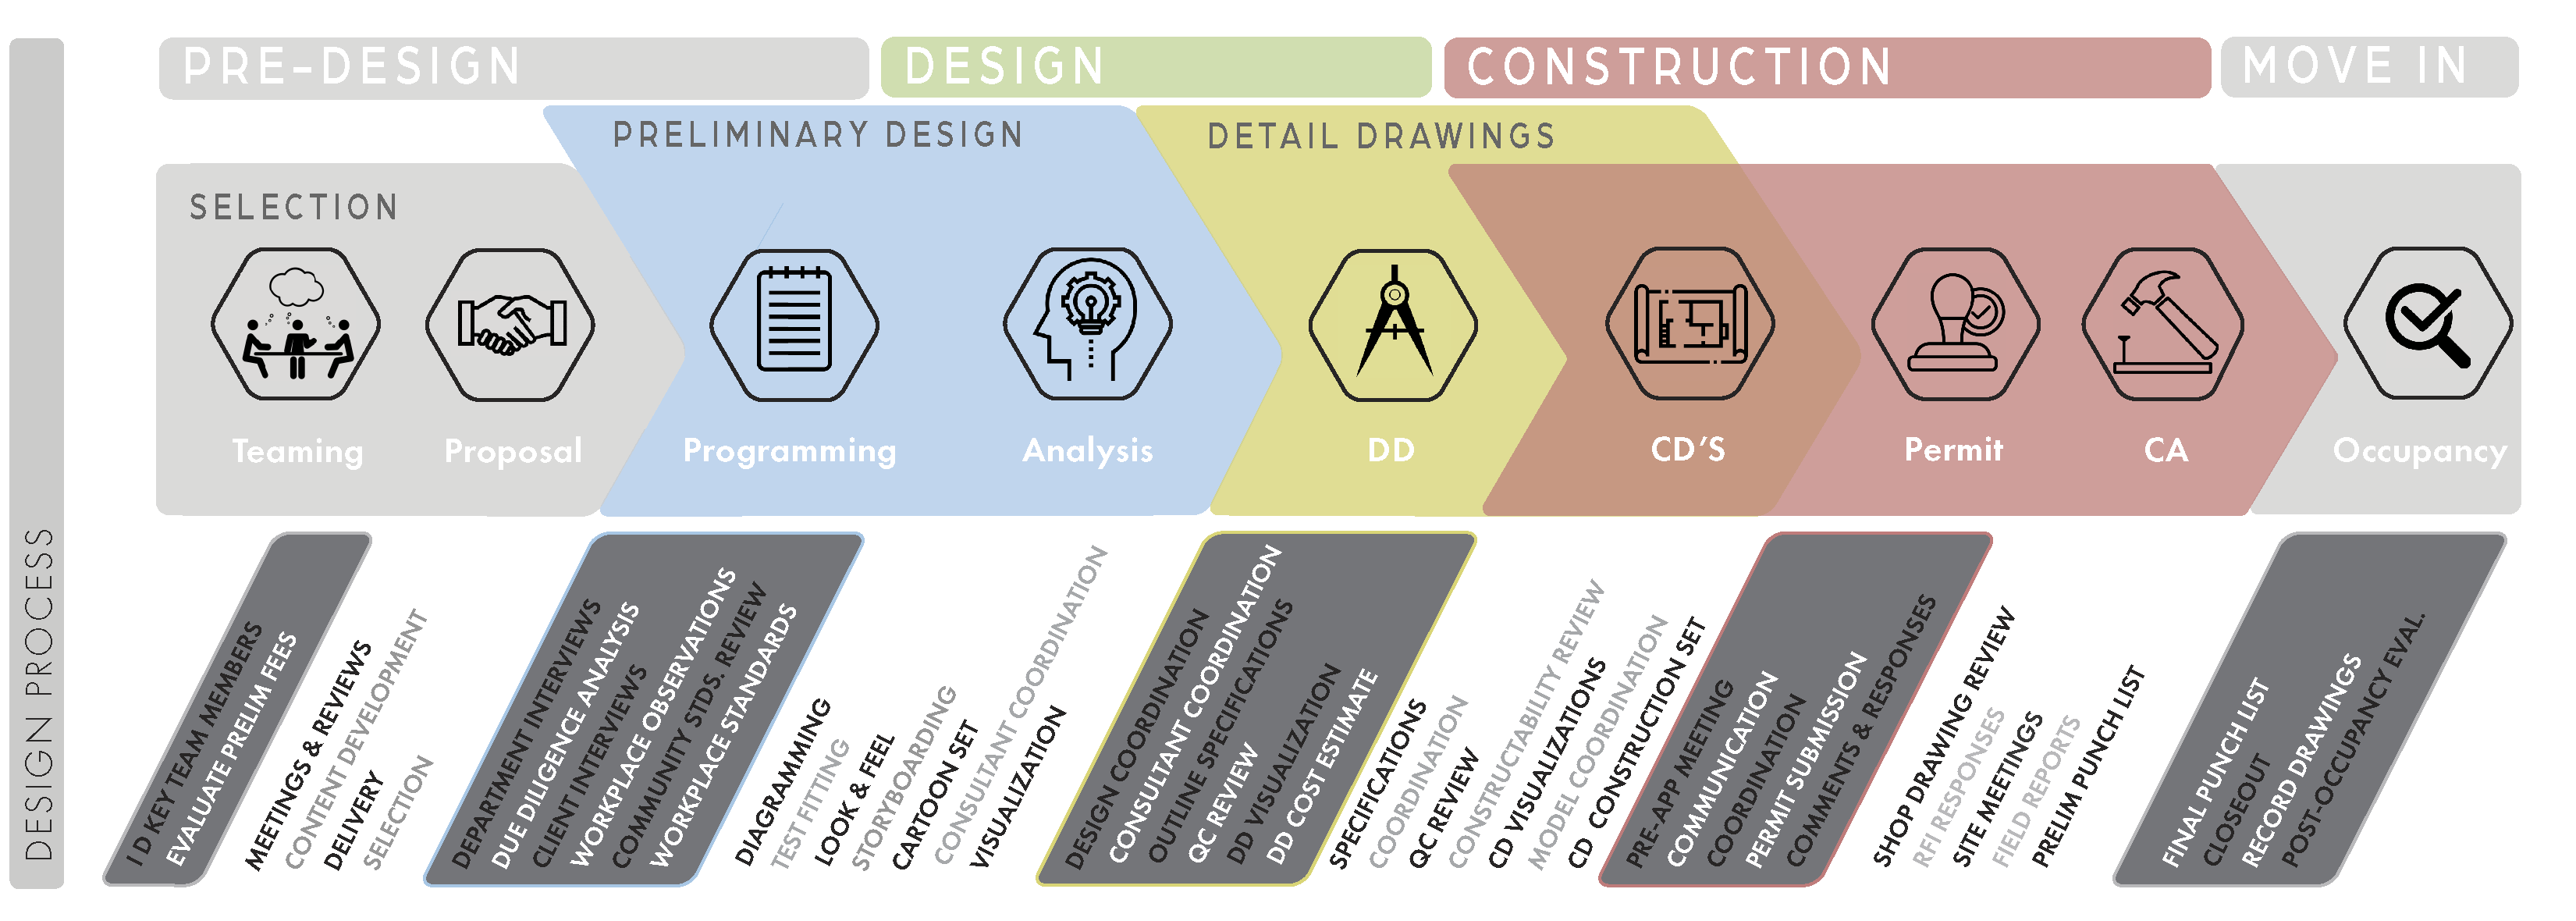 PRE-DESIGN
DESIGN
CONSTRUCTION
MOVE IN
PRELIMINARY DESIGN
DETAIL DRAWINGS
SELECTION
Teaming
Proposal
Programming
Analysis
DD
CD'S
Permit
CA
Occupancy
DESIGN PROCESS
I D KEY TEAM MEMBERS
EVALUATE PRELIM FEES
MEETINGS & REVIEWS
CONTENT DEVELOPMENT
DELIVERY
SELECTION
DEPARTMENT INTERVIEWS
DUE DILIGENCE ANALYSIS
CLIENT INTERVIEWS
WORKPLACE OBSERVATIONS
COMMUNITY STDS. REVIEW
WORKPLACE STANDARDS
DIAGRAMMING
TEST FITTING
LOOK & FEEL
STORYBOARDING
CARTOON SET
CONSULTANT COORDINATION
VISUALIZATION
DESIGN COORDINATION
CONSULTANT COORDINATION
OUTLINE SPECIFICATIONS
QC REVIEW
DD VISUALIZATION
DD COST ESTIMATE
SPECIFICATIONS
COORDINATION
QC REVIEW
CONSTRUCTABILITY REVIEW
CD VISUALIZATIONS
MODEL COORDINATION
CD CONSTRUCTION SET
PRE-APP MEETING
COMMUNICATION
COORDINATION
PERMIT SUBMISSION
COMMENTS & RESPONSES
SHOP DRAWING REVIEW
RFI RESPONSES
SITE MEETINGS
FIELD REPORTS
PRELIM PUNCH LIST
FINAL PUNCH LIST
CLOSEOUT
RECORD DRAWINGS
POST-OCCUPANCY EVAL.